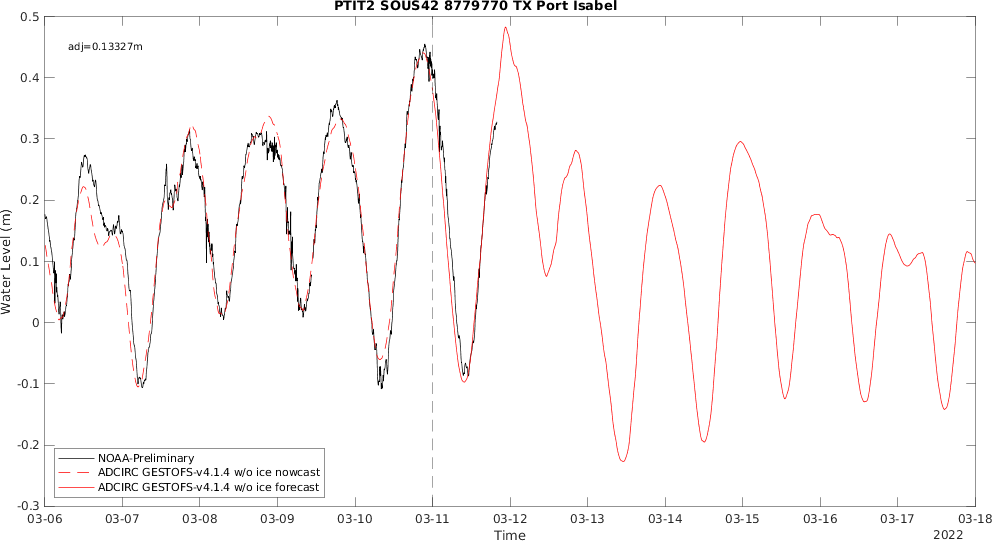 PTIT2 SOUS42 8779770 TX Port Isabel
adj=0.13327m
Water Level (m)
0.5
0.4
0.3
0.2
0.1
0
-0.1
-0.2
-0.3
NOAA-Preliminary
ADCIRC GESTOFS-v4.1.4 w/o ice nowcast
ADCIRC GESTOFS-v4.1.4 w/o ice forecast
03-06 03-07 03-08 03-09 03-10 03-11 03-12 03-13 03-14 03-15 03-16 03-17 03-18
Time
2022